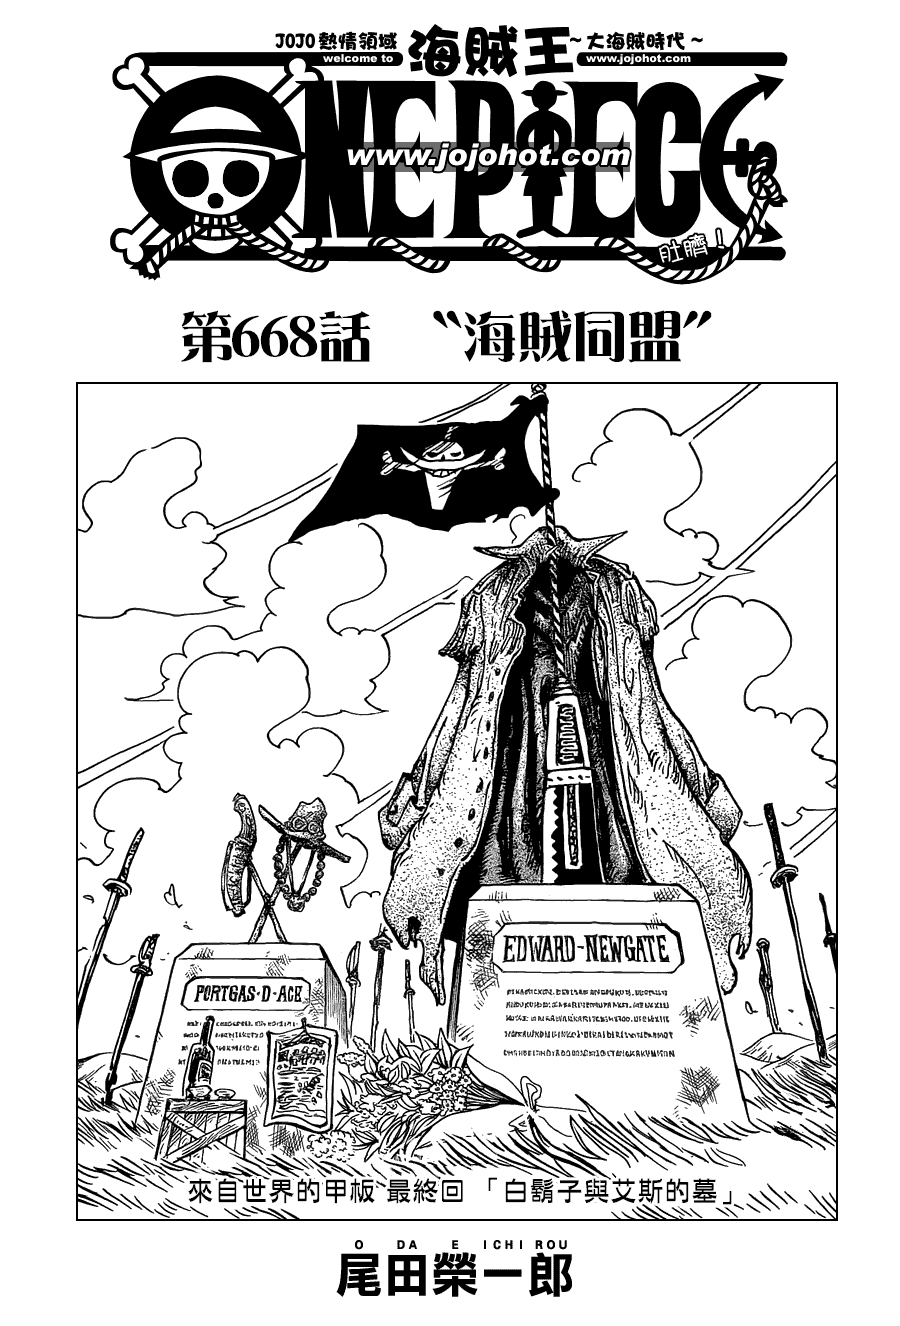 JOJO 熱情領域
海賊王
~大海賊時代~
welcome to
www.jojohot.com
ONE PIECE
www.jojohot.com
肚臍!
第668話 〝海賊同盟〞
EDWARD·NEWGATE
PORTGAS·D·ACE
來自世界的甲板 最終回 「白鬍子與艾斯的墓」
O DA E ICHI ROU
尾田榮一郎